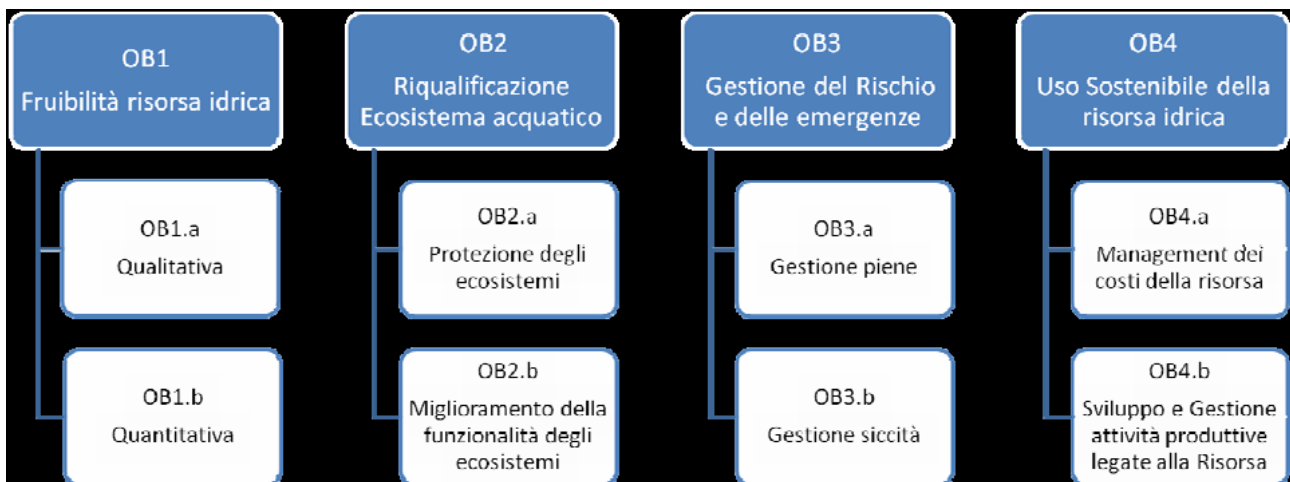 OB1
Fruibilità risorsa idrica
OB1.a
Qualitativa
OB1.b
Quantitativa
OB2
Riqualificazione
Ecosistema acquatico
OB2.a
Protezione degli
ecosistemi
OB2.b
Miglioramento della
funzionalità degli
ecosistemi
OB3
Gestione del Rischio
e delle emergenze
OB3.a
Gestione piene
OB3.b
Gestione siccità
OB4
Uso Sostenibile della
risorsa idrica
OB4.a
Management dei
costi della risorsa
OB4.b
Sviluppo e Gestione
attività produttive
legate alla Risorsa